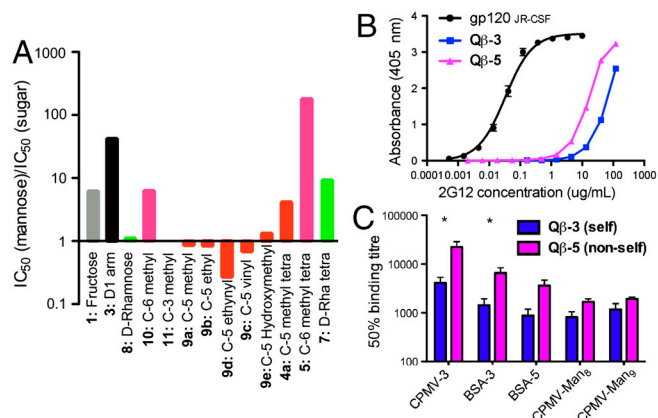 A
IC50 (mannose)/IC50 (sugar)
1000
100
10
1
0.1
1: Fructose
3: D1 arm
8: D-Rhamnose
10: C-6 methyl
11: C-3 methyl
9a: C-5 methyl
9b: C-5 ethyl
9d: C-5 ethynyl
9c: C-5 vinyl
9e: C-5 Hydroxymethyl
4a: C-5 methyl tetra
5: C-6 methyl tetra
7: D-Rha tetra
B
gp120 JR-CSF
Qβ-3
Qβ-5
Absorbance (405 nm)
4
3
2
1
0
0.0001 0.001 0.01 0.1 1 10 100 1000
2G12 concentration (ug/mL)
C
50% binding titre
100000
10000
1000
100
* *
Qβ-3 (self)
Qβ-5 (non-self)
CPMV-3
BSA-3
BSA-5
CPMV-Man8
CPMV-Man9